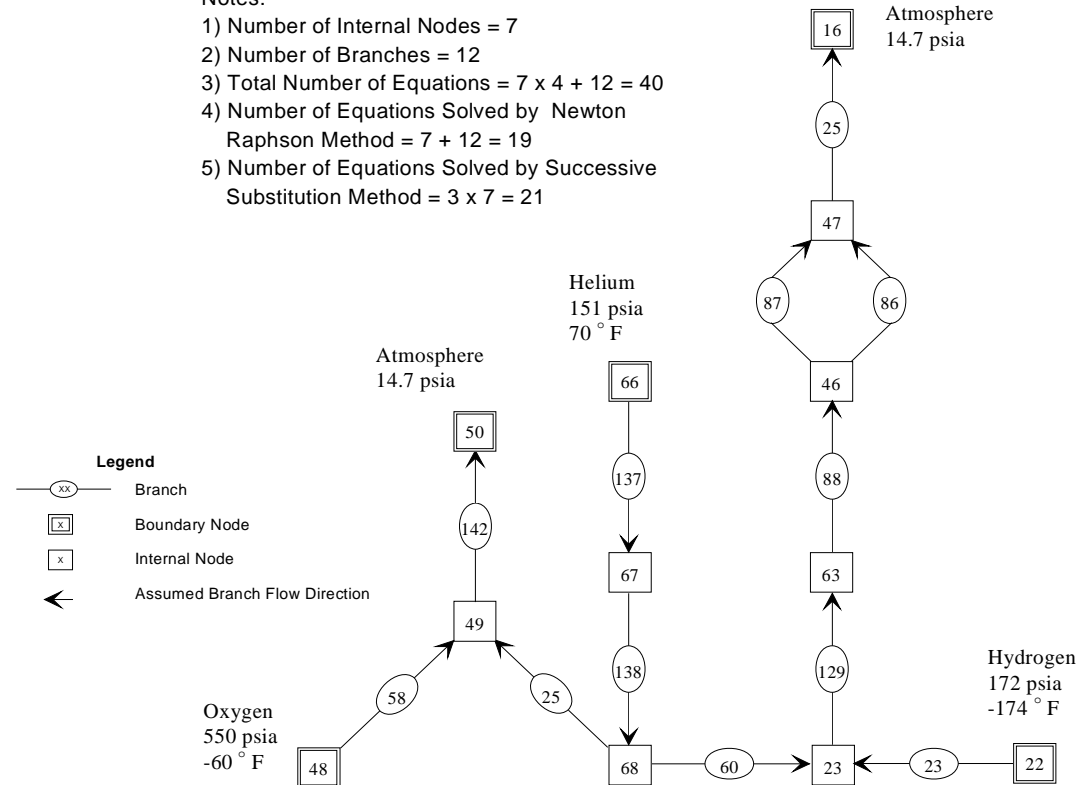 Notes:
1) Number of Internal Nodes = 7
2) Number of Branches = 12
3) Total Number of Equations = 7 x 4 + 12 = 40
4) Number of Equations Solved by Newton
Raphson Method = 7 + 12 = 19
5) Number of Equations Solved by Successive
Substitution Method = 3 x 7 = 21
16
Atmosphere
14.7 psia
25
47
87
86
46
Helium
151 psia
70 ° F
66
Atmosphere
14.7 psia
50
137
88
142
67
63
49
138
129
58
25
Legend
xx
Branch
x
Boundary Node
x
Internal Node
Assumed Branch Flow Direction
Oxygen
550 psia
-60 ° F
48
68
60
23
23
22
Hydrogen
172 psia
-174 ° F